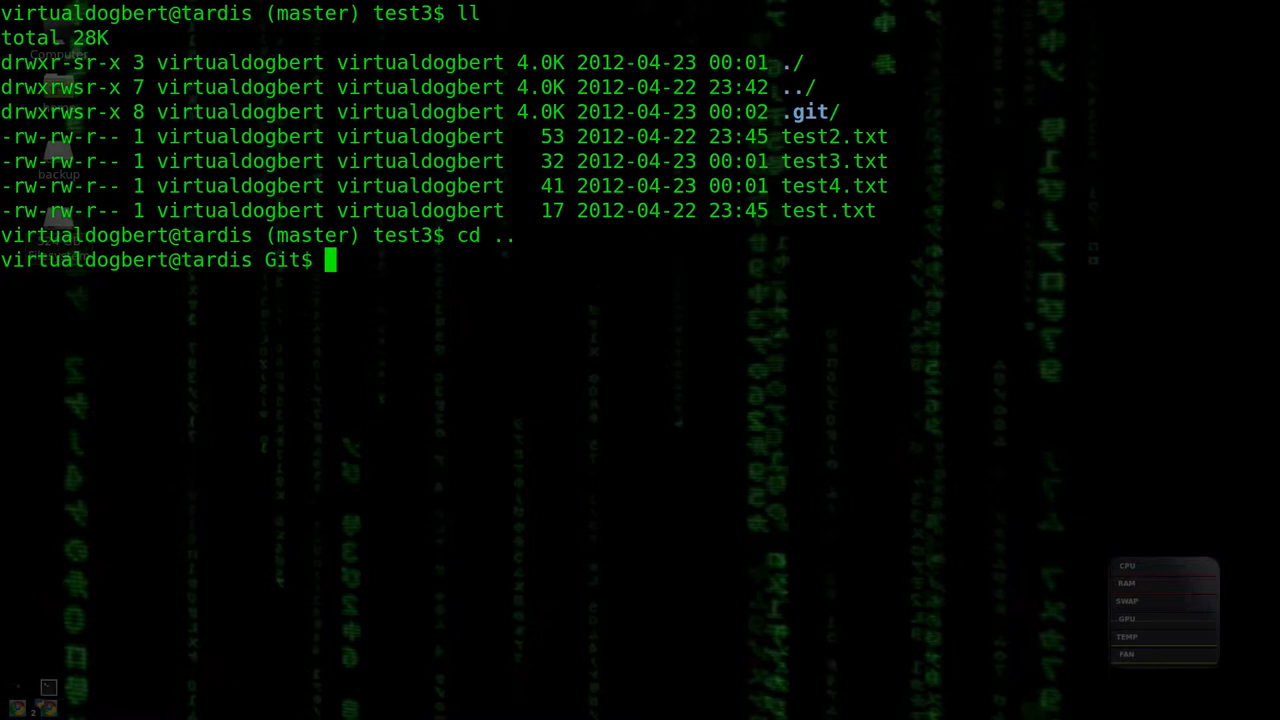 virtualdogbert@tardis (master) test3$ ll
total 28K
drwxr-sr-x 3 virtualdogbert virtualdogbert 4.0K 2012-04-23 00:01 ./
drwxrwsr-x 7 virtualdogbert virtualdogbert 4.0K 2012-04-22 23:42 ../
drwxrwsr-x 8 virtualdogbert virtualdogbert 4.0K 2012-04-23 00:02 .git/
-rw-rw-r-- 1 virtualdogbert virtualdogbert   53 2012-04-22 23:45 test2.txt
-rw-rw-r-- 1 virtualdogbert virtualdogbert   32 2012-04-23 00:01 test3.txt
-rw-rw-r-- 1 virtualdogbert virtualdogbert   41 2012-04-23 00:01 test4.txt
-rw-rw-r-- 1 virtualdogbert virtualdogbert   17 2012-04-22 23:45 test.txt
virtualdogbert@tardis (master) test3$ cd ..
virtualdogbert@tardis Git$
Computer
backup
CPU
RAM
SWAP
GPU
TEMP
FAN
2